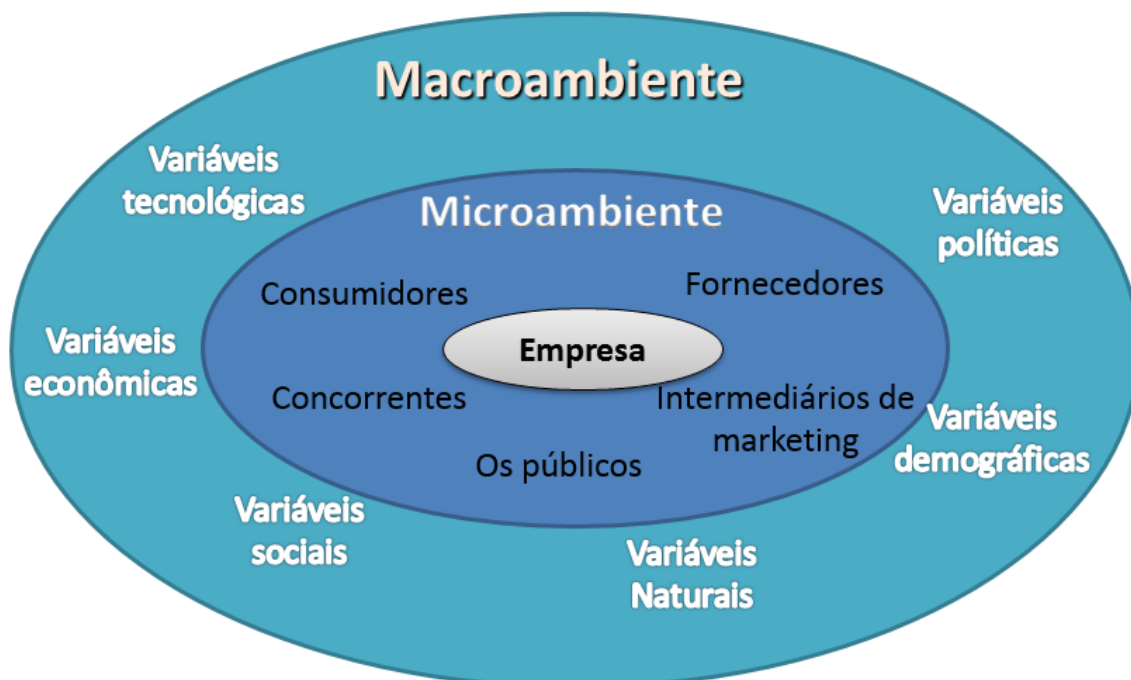 Macroambiente
Variáveis
tecnológicas
Microambiente
Variáveis
políticas
Consumidores
Fornecedores
Variáveis
econômicas
Empresa
Concorrentes
Intermediários de
marketing
Variáveis
demográficas
Os públicos
Variáveis
sociais
Variáveis
Naturais